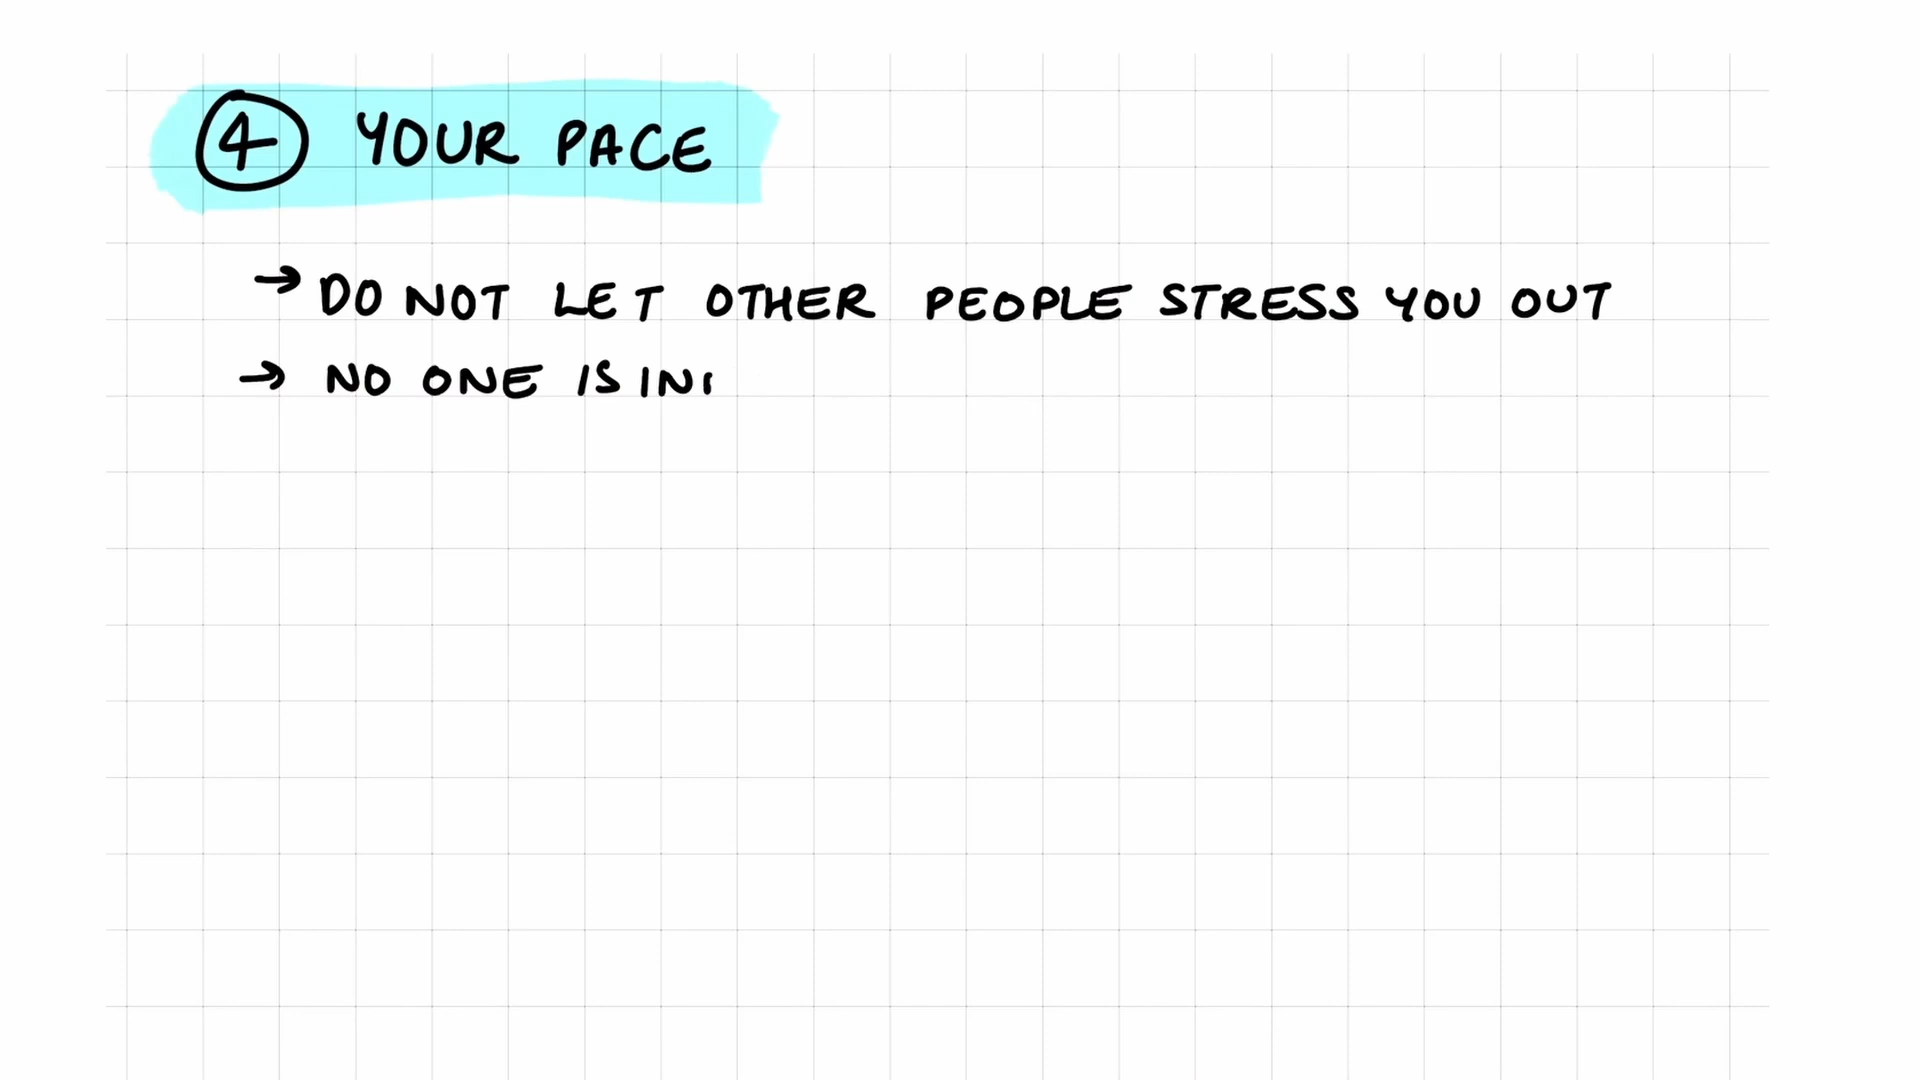 4 YOUR PACE
→ DO NOT LET OTHER PEOPLE STRESS YOU OUT
→ NO ONE IS